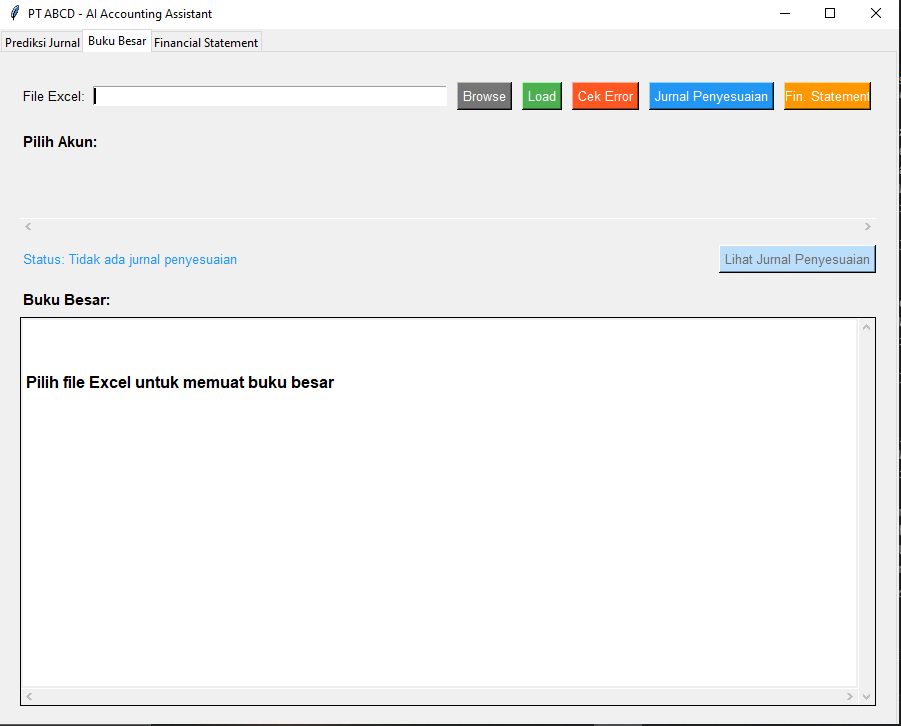 PT ABCD - AI Accounting Assistant
Prediksi Jurnal Buku Besar Financial Statement
File Excel: Browse Load Cek Error Jurnal Penyesuaian Fin. Statement
Pilih Akun:
Status: Tidak ada jurnal penyesuaian Lihat Jurnal Penyesuaian
Buku Besar:
Pilih file Excel untuk memuat buku besar